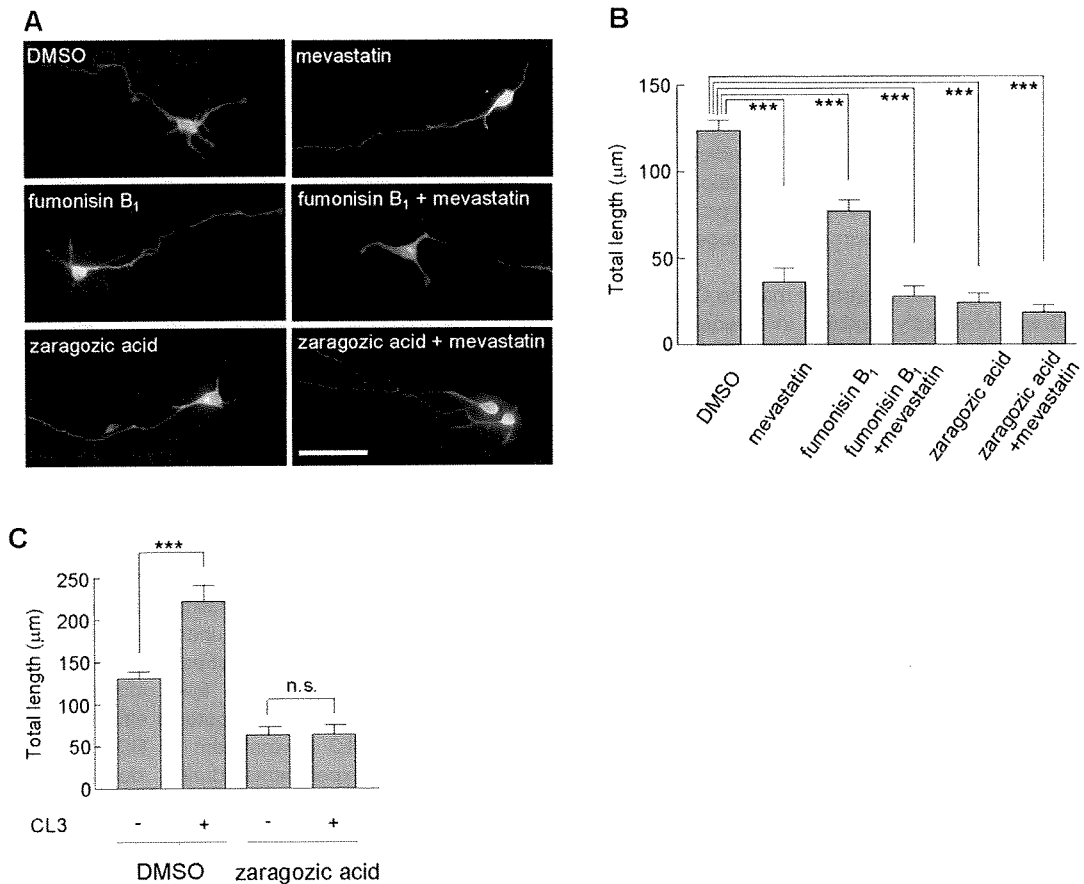 A
DMSO
mevastatin
fumonisin B₁
fumonisin B₁ + mevastatin
zaragozic acid
zaragozic acid + mevastatin
B
Total length (μm)
150
100
50
0
***
***
***
***
***
DMSO
mevastatin
fumonisin B₁
fumonisin B₁
+mevastatin
zaragozic acid
zaragozic acid
+mevastatin
C
Total length (μm)
250
200
150
100
50
0
***
n.s.
CL3 - + - +
DMSO zaragozic acid